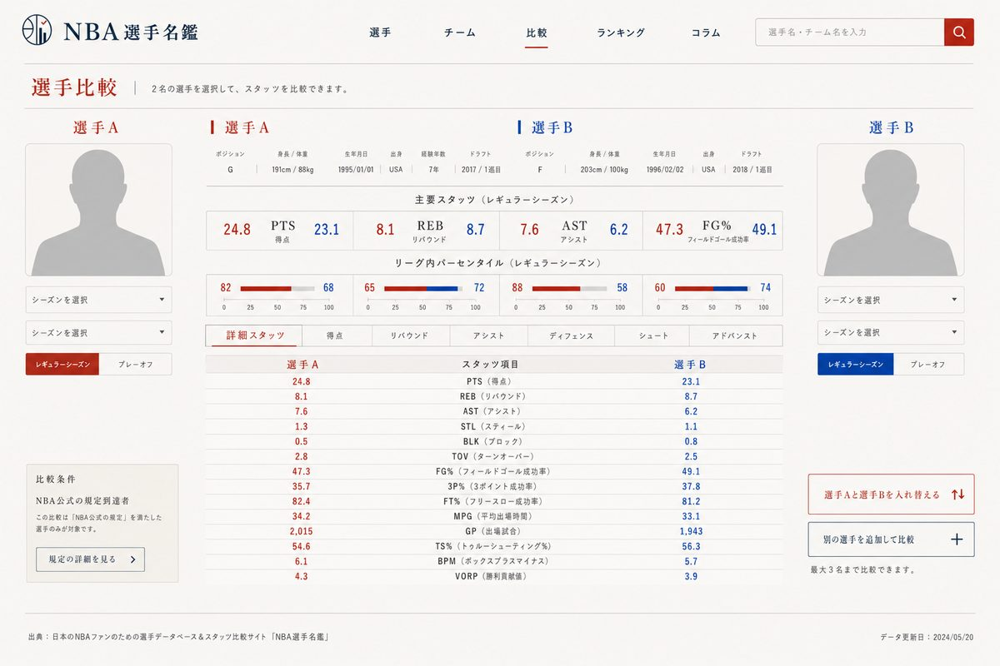 NBA選手名鑑
選手 チーム 比較 ランキング コラム
選手名・チーム名を入力
選手比較
2名の選手を選択して、スタッツを比較できます。
選手A
シーズンを選択
シーズンを選択
レギュラーシーズン プレーオフ
比較条件
NBA公式の規定到達者
この比較は「NBA公式の規定」を満たした
選手のみが対象です。
規定の詳細を見る
選手A
ポジション 身長 / 体重 生年月日 出身 経験年数 ドラフト
G 191cm / 88kg 1995/01/01 USA 7年 2017 / 1巡目
選手B
ポジション 身長 / 体重 生年月日 出身 ドラフト
F 203cm / 100kg 1996/02/02 USA 2018 / 1巡目
主要スタッツ（レギュラーシーズン）
24.8 PTS 23.1
得点
8.1 REB 8.7
リバウンド
7.6 AST 6.2
アシスト
47.3 FG% 49.1
フィールドゴール成功率
リーグ内パーセンタイル（レギュラーシーズン）
82 68
0 25 50 75 100
65 72
0 25 50 75 100
88 58
0 25 50 75 100
60 74
0 25 50 75 100
詳細スタッツ 得点 リバウンド アシスト ディフェンス シュート アドバンスト
選手A スタッツ項目 選手B
24.8 PTS（得点） 23.1
8.1 REB（リバウンド） 8.7
7.6 AST（アシスト） 6.2
1.3 STL（スティール） 1.1
0.5 BLK（ブロック） 0.8
2.8 TOV（ターンオーバー） 2.5
47.3 FG%（フィールドゴール成功率） 49.1
35.7 3P%（3ポイント成功率） 37.8
82.4 FT%（フリースロー成功率） 81.2
34.2 MPG（平均出場時間） 33.1
2,015 GP（出場試合） 1,943
54.6 TS%（トゥルーシューティング%） 56.3
6.1 BPM（ボックスプラスマイナス） 5.7
4.3 VORP（勝利貢献値） 3.9
選手B
シーズンを選択
シーズンを選択
レギュラーシーズン プレーオフ
選手Aと選手Bを入れ替える
別の選手を追加して比較
最大3名まで比較できます。
出典：日本のNBAファンのための選手データベース＆スタッツ比較サイト「NBA選手名鑑」
データ更新日：2024/05/20